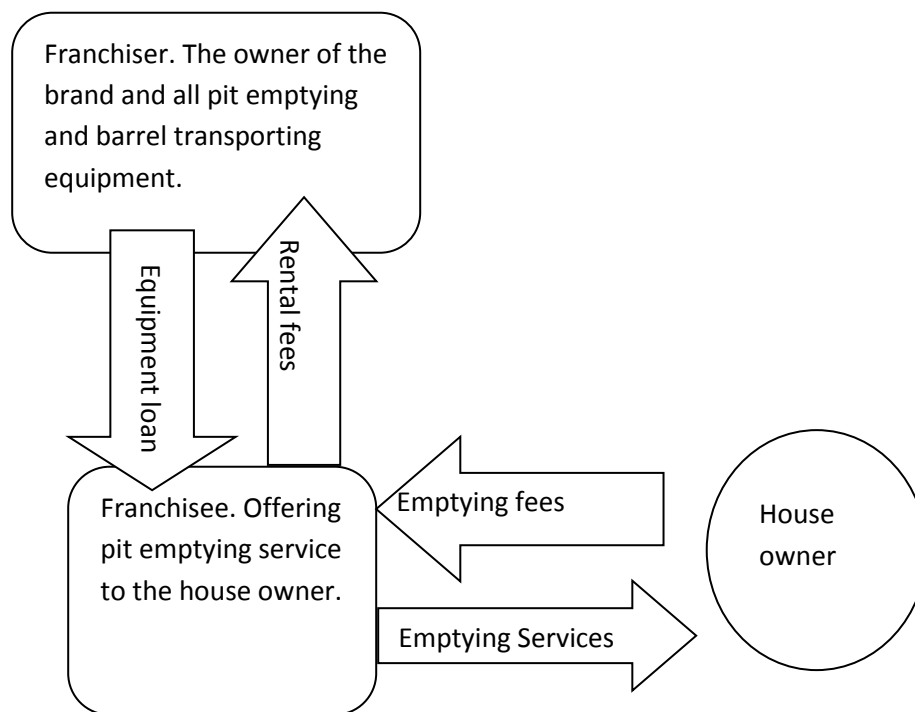 Franchiser. The owner of the
brand and all pit emptying
and barrel transporting
equipment.
Equipment loan
Rental fees
Franchisee. Offering
pit emptying service
to the house owner.
Emptying fees
Emptying Services
House
owner